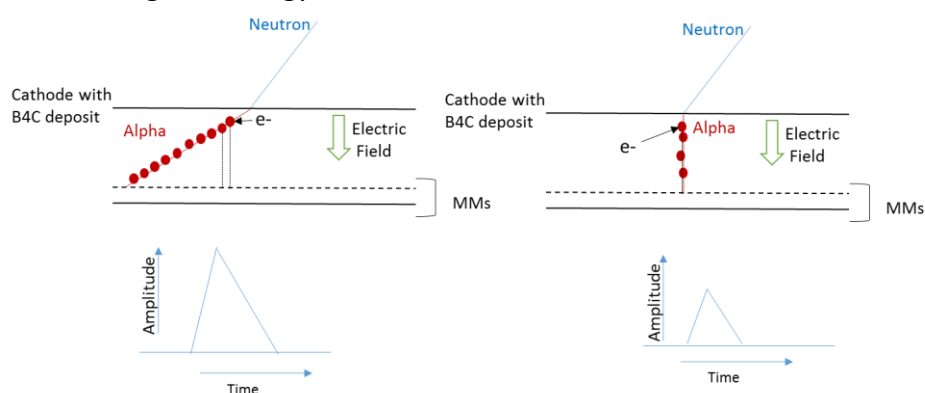 Neutron
Cathode with
B4C deposit
Alpha
e-
Electric
Field
MMs
Amplitude
Time
Neutron
Cathode with
B4C deposit
Alpha
e-
Electric
Field
MMs
Amplitude
Time